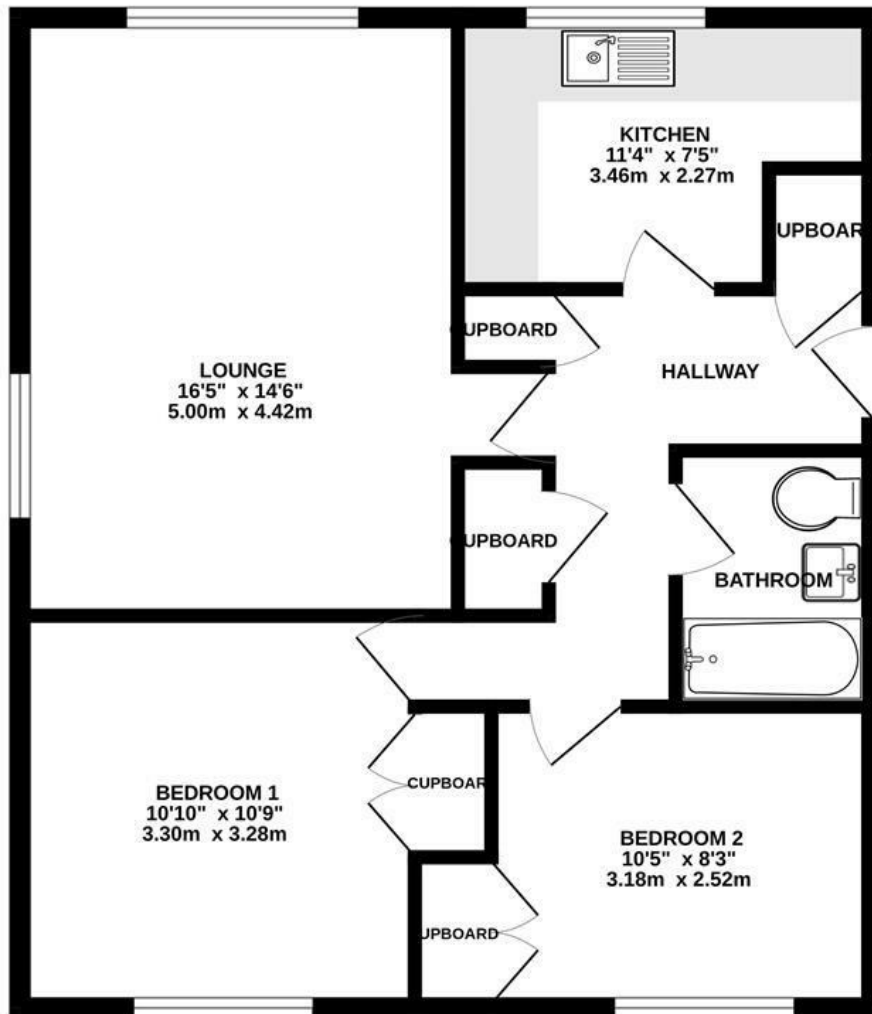 KITCHEN
11'4" x 7'5"
3.46m x 2.27m
UPBOAR
CUPBOARD
LOUNGE
16'5" x 14'6"
5.00m x 4.42m
HALLWAY
CUPBOARD
BATHROOM
CUPBOAR
BEDROOM 1
10'10" x 10'9"
3.30m x 3.28m
BEDROOM 2
10'5" x 8'3"
3.18m x 2.52m
UPBOARD